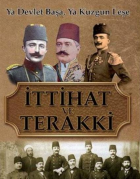 Ya Devlet Başa, Ya Kuzgun Leşe.
İTTİHAT
VE
TERAKKİ